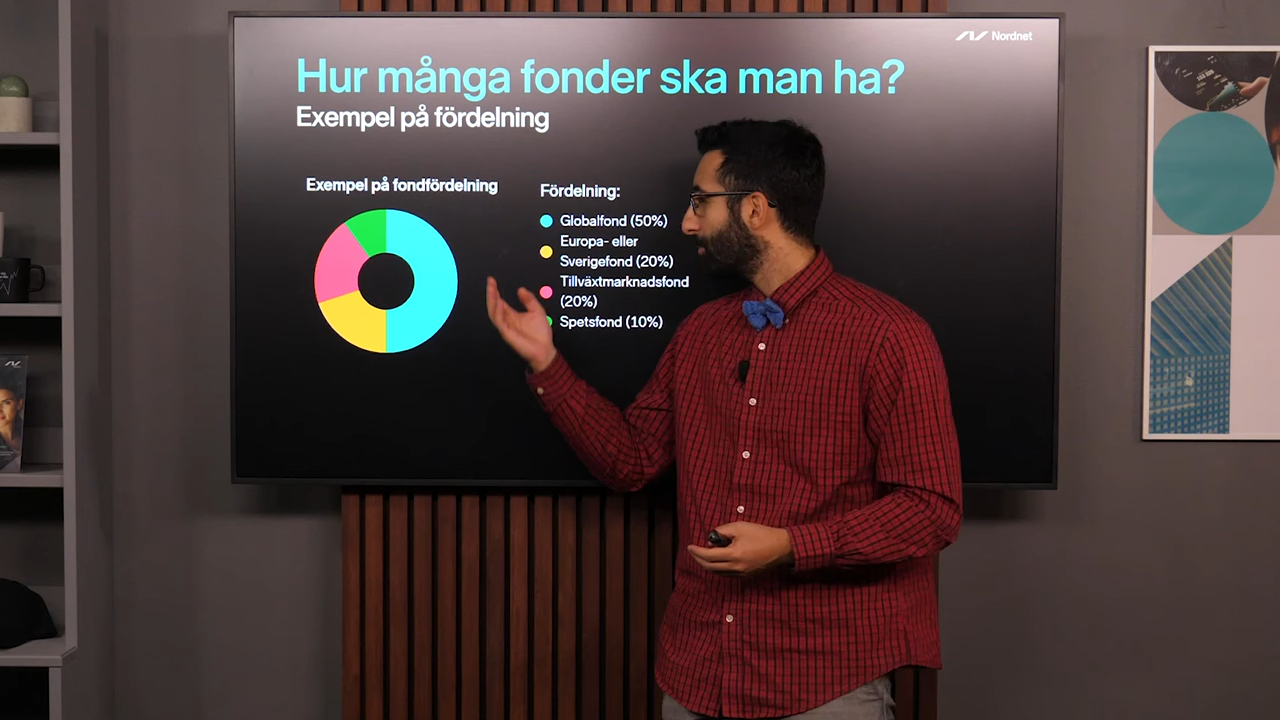 Nordnet
Hur många fonder ska man ha?
Exempel på fördelning
Exempel på fondfördelning
Fördelning:
Globalfond (50%)
Europa- eller
Sverigefond (20%)
Tillväxtmarknadsfond
(20%)
Spetsfond (10%)